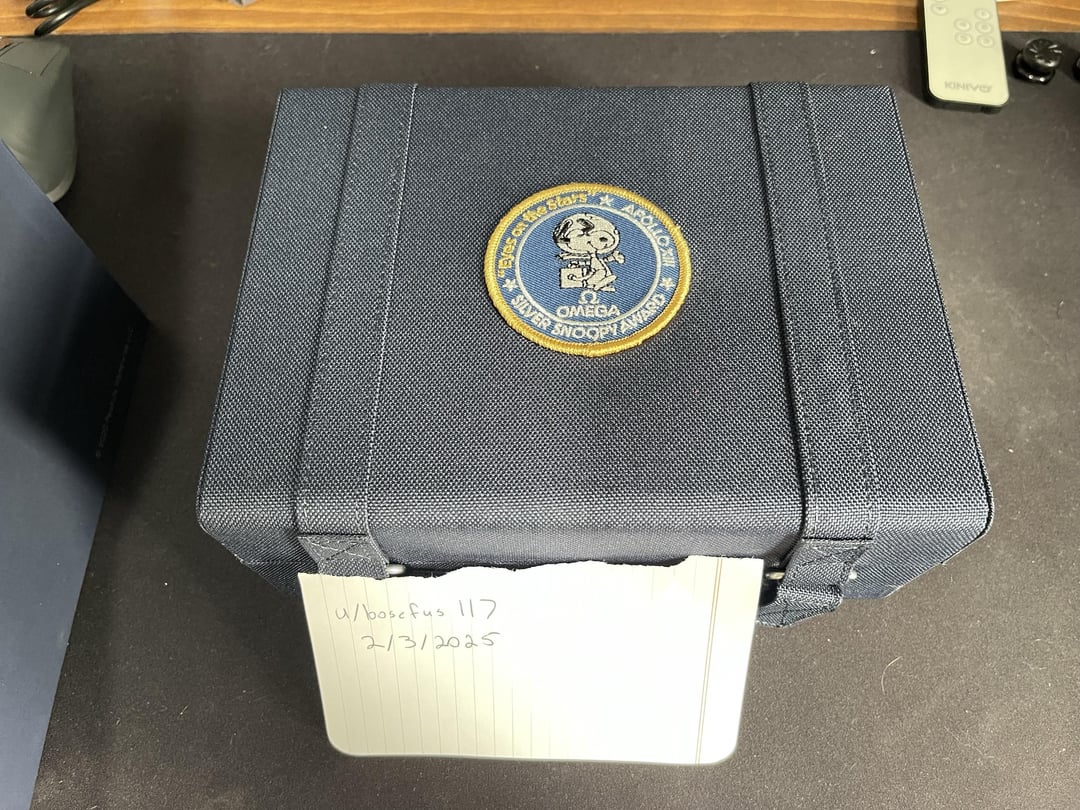 KINIVO
"Eyes on the Stars" ★ APOLLO XIII ★
Ω
OMEGA
★ SILVER SNOOPY AWARD
u/bosefus 117
2/3/2025